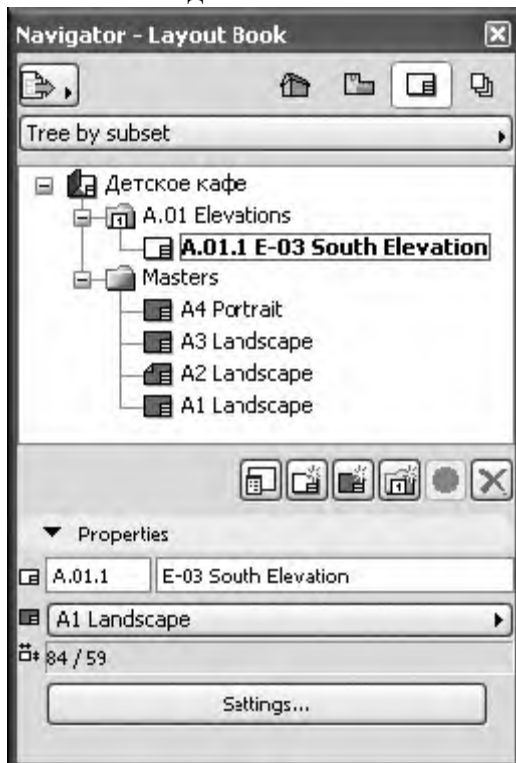 Navigator - Layout Book
Tree by subset
Детское кафе
A.01 Elevations
A.01.1 E-03 South Elevation
Masters
A4 Portrait
A3 Landscape
A2 Landscape
A1 Landscape
Properties
A.01.1 E-03 South Elevation
A1 Landscape
84 / 59
Settings...